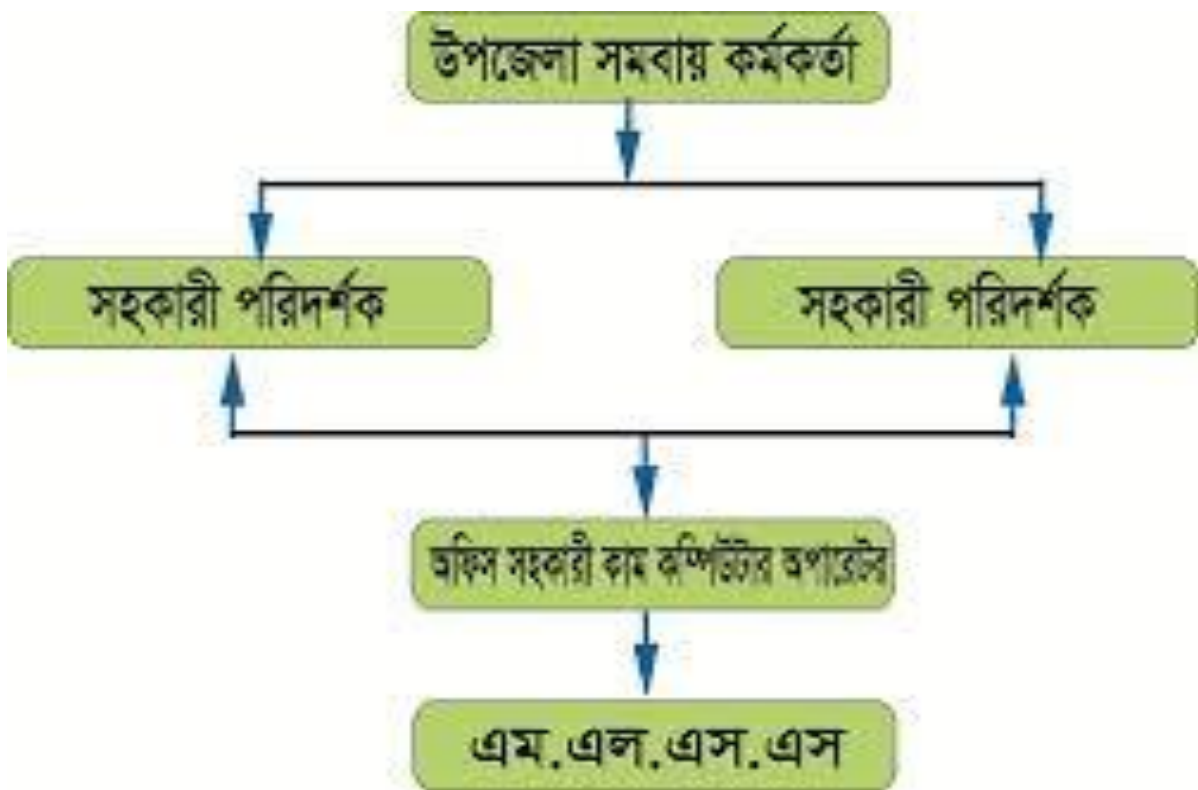 উপজেলা সমবায় কর্মকর্তা
সহকারী পরিদর্শক
সহকারী পরিদর্শক
অফিস সহকারী কাম কম্পিউটার অপারেটর
এম.এল.এস.এস